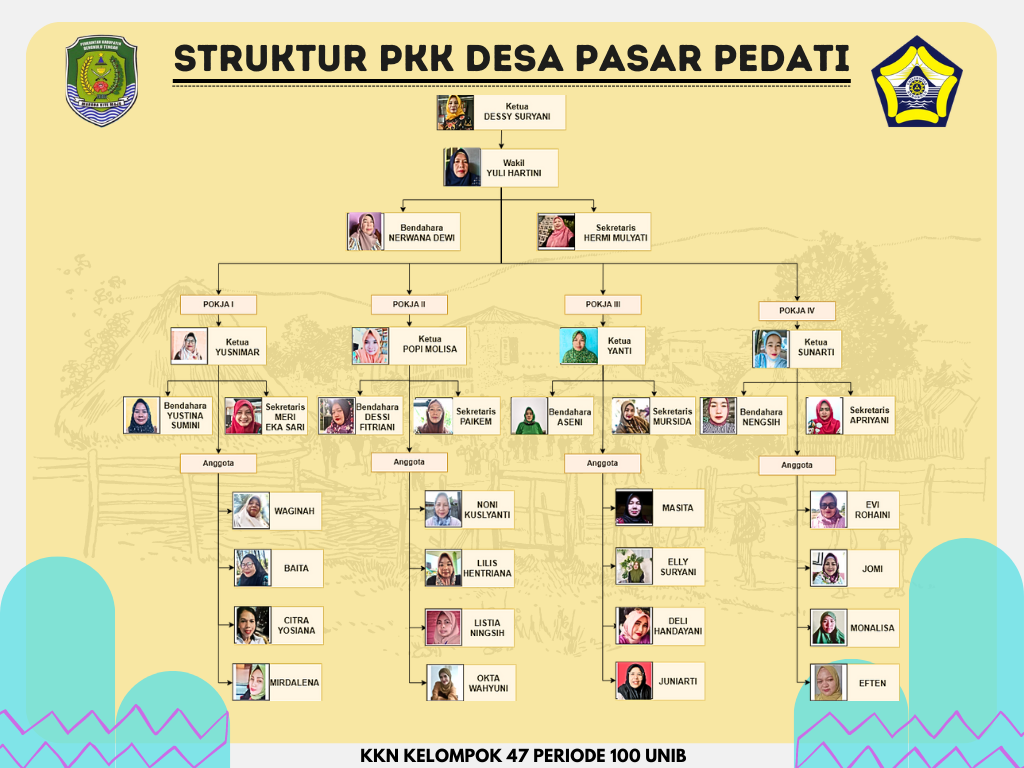 PEMERINTAH KABUPATEN
BENGKULU TENGAH
STRUKTUR PKK DESA PASAR PEDATI
Ketua
DESSY SURYANI
Wakil
YULI HARTINI
Bendahara
NERWANA DEWI
Sekretaris
HERMI MULYATI
POKJA I
POKJA II
POKJA III
POKJA IV
Ketua
YUSNIMAR
Ketua
POPI MOLISA
Ketua
YANTI
Ketua
SUNARTI
Bendahara
YUSTINA
SUMINI
Sekretaris
MERI
EKA SARI
Bendahara
DESSI
FITRIANI
Sekretaris
PAIKEM
Bendahara
ASENI
Sekretaris
MURSIDA
Bendahara
NENGSIH
Sekretaris
APRIYANI
Anggota
Anggota
Anggota
Anggota
WAGINAH
BAITA
CITRA
YOSIANA
MIRDALENA
NONI
KUSLYANTI
LILIS
HENTRIANA
LISTIA
NINGSIH
OKTA
WAHYUNI
MASITA
ELLY
SURYANI
DELI
HANDAYANI
JUNIARTI
EVI
ROHAINI
JOMI
MONALISA
EFTEN
KKN KELOMPOK 47 PERIODE 100 UNIB